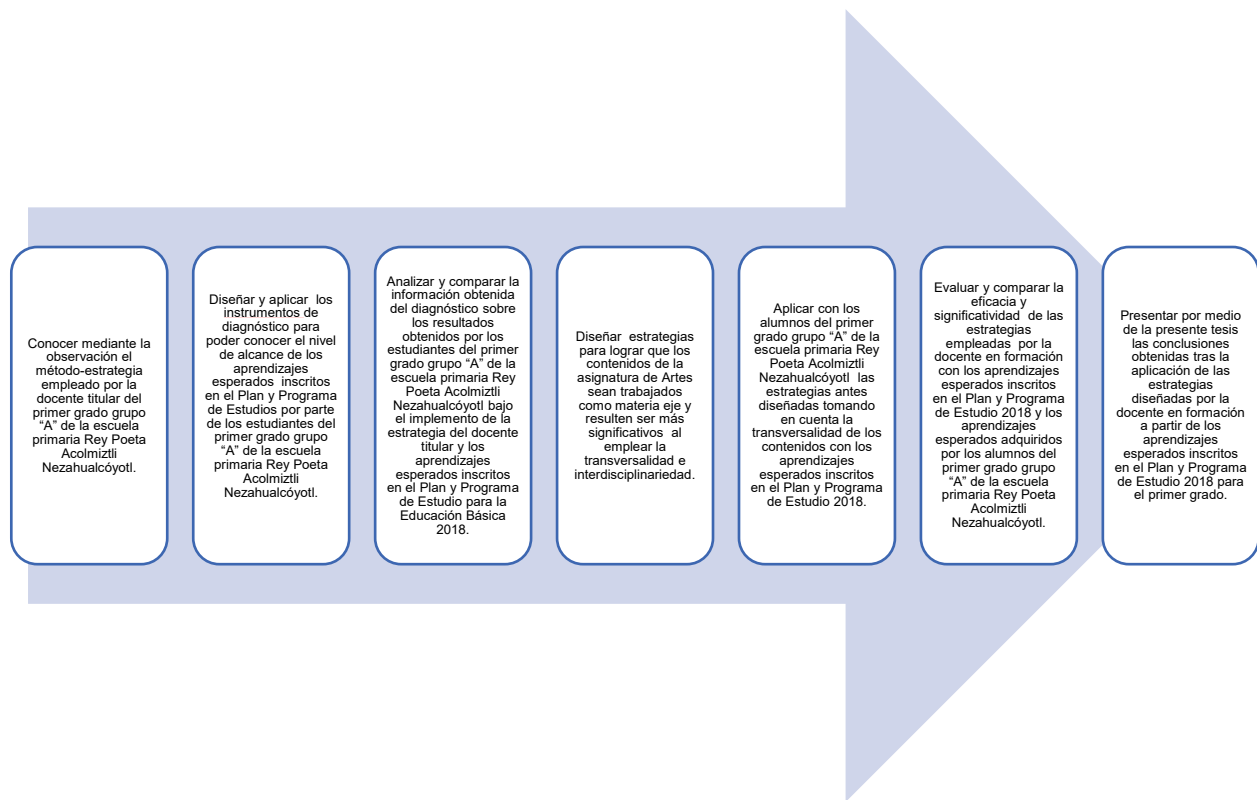 Conocer mediante la
observación el
método-estrategia
empleado por la
docente titular del
primer grado grupo
“A” de la escuela
primaria Rey Poeta
Acolmiztli
Nezahualcóyotl.
Diseñar y aplicar los
instrumentos de
diagnóstico para
poder conocer el nivel
de alcance de los
aprendizajes
esperados inscritos
en el Plan y Programa
de Estudios por parte
de los estudiantes del
primer grado grupo
“A” de la escuela
primaria Rey Poeta
Acolmiztli
Nezahualcóyotl.
Analizar y comparar la
información obtenida
del diagnóstico sobre
los resultados
obtenidos por los
estudiantes del primer
grado grupo “A” de la
escuela primaria Rey
Poeta Acolmiztli
Nezahualcóyotl bajo
el implemento de la
estrategia del docente
titular y los
aprendizajes
esperados inscritos
en el Plan y Programa
de Estudio para la
Educación Básica
2018.
Diseñar estrategias
para lograr que los
contenidos de la
asignatura de Artes
sean trabajados
como materia eje y
resulten ser más
significativos al
emplear la
transversalidad e
interdisciplinariedad.
Aplicar con los
alumnos del primer
grado grupo “A” de la
escuela primaria Rey
Poeta Acolmiztli
Nezahualcóyotl las
estrategias antes
diseñadas tomando
en cuenta la
transversalidad de los
contenidos con los
aprendizajes
esperados inscritos
en el Plan y Programa
de Estudio 2018.
Evaluar y comparar la
eficacia y
significatividad de las
estrategias
empleadas por la
docente en formación
con los aprendizajes
esperados inscritos
en el Plan y Programa
de Estudio 2018 y los
aprendizajes
esperados adquiridos
por los alumnos del
primer grado grupo
“A” de la escuela
primaria Rey Poeta
Acolmiztli
Nezahualcóyotl.
Presentar por medio
de la presente tesis
las conclusiones
obtenidas tras la
aplicación de las
estrategias
diseñadas por la
docente en formación
a partir de los
aprendizajes
esperados inscritos
en el Plan y Programa
de Estudio 2018 para
el primer grado.